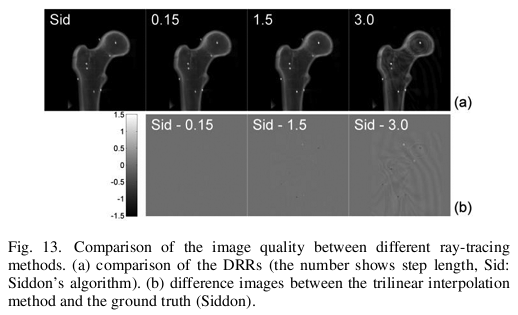 Sid 0.15 1.5 3.0
(a)
Sid - 0.15 Sid - 1.5 Sid - 3.0
1.5
1
0.5
0
-0.5
-1
-1.5
(b)
Fig. 13. Comparison of the image quality between different ray-tracing
methods. (a) comparison of the DRRs (the number shows step length, Sid:
Siddon's algorithm). (b) difference images between the trilinear interpolation
method and the ground truth (Siddon).